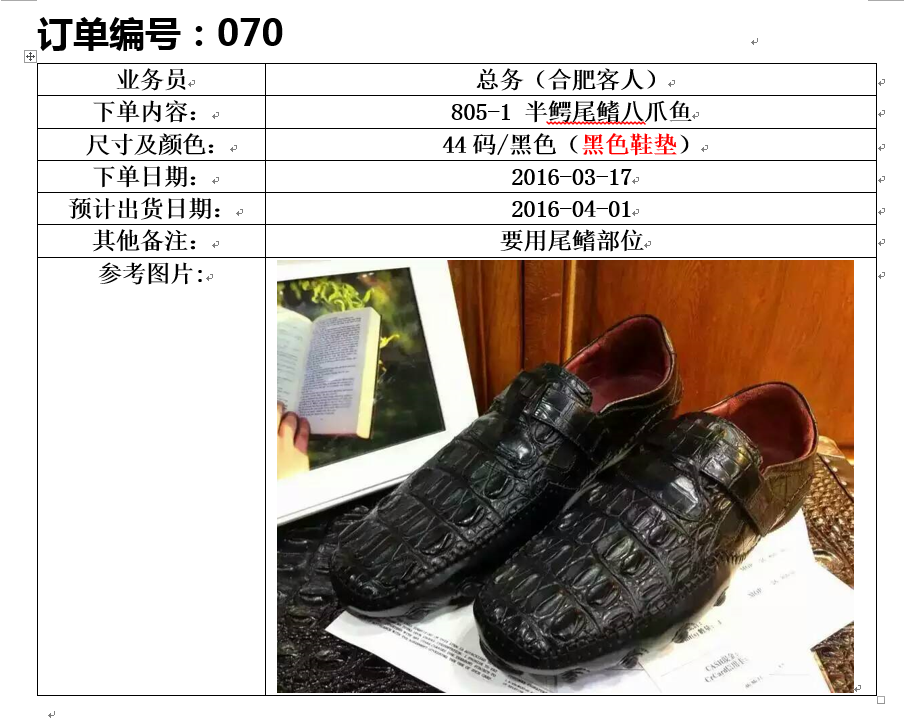 订单编号：070
业务员
总务（合肥客人）
下单内容：
805-1 半鳄尾鳍八爪鱼
尺寸及颜色：
44码/黑色（黑色鞋垫）
下单日期：
2016-03-17
预计出货日期：
2016-04-01
其他备注：
要用尾鳍部位
参考图片: